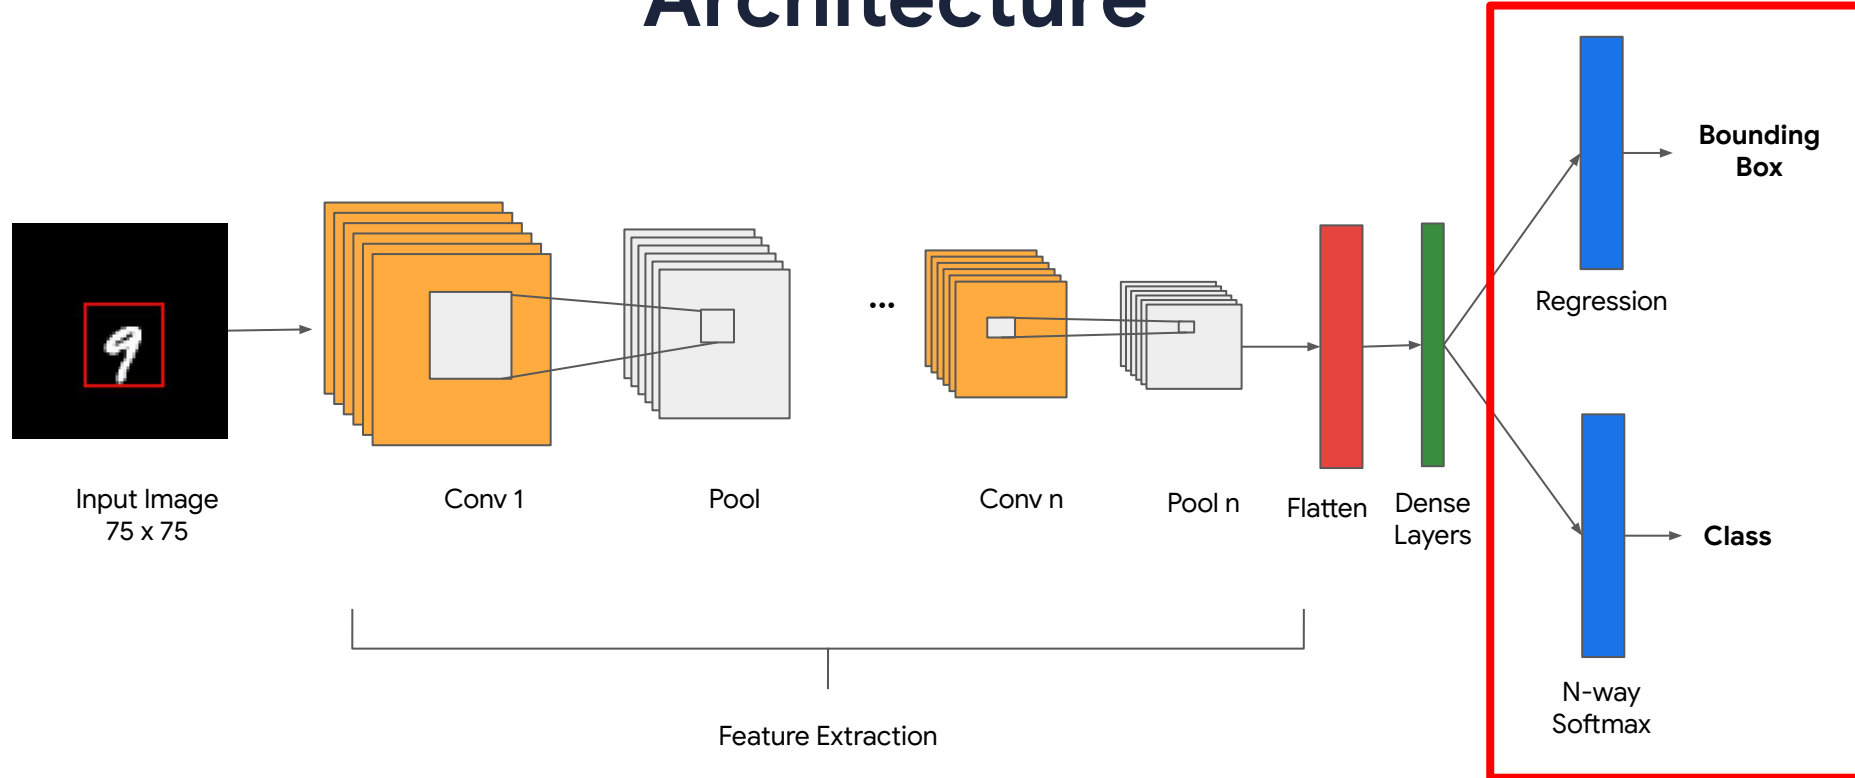 Architecture
Bounding
Box
Regression
...
Input Image
75 x 75
Conv 1
Pool
Conv n
Pool n
Flatten
Dense
Layers
Class
N-way
Softmax
Feature Extraction
9